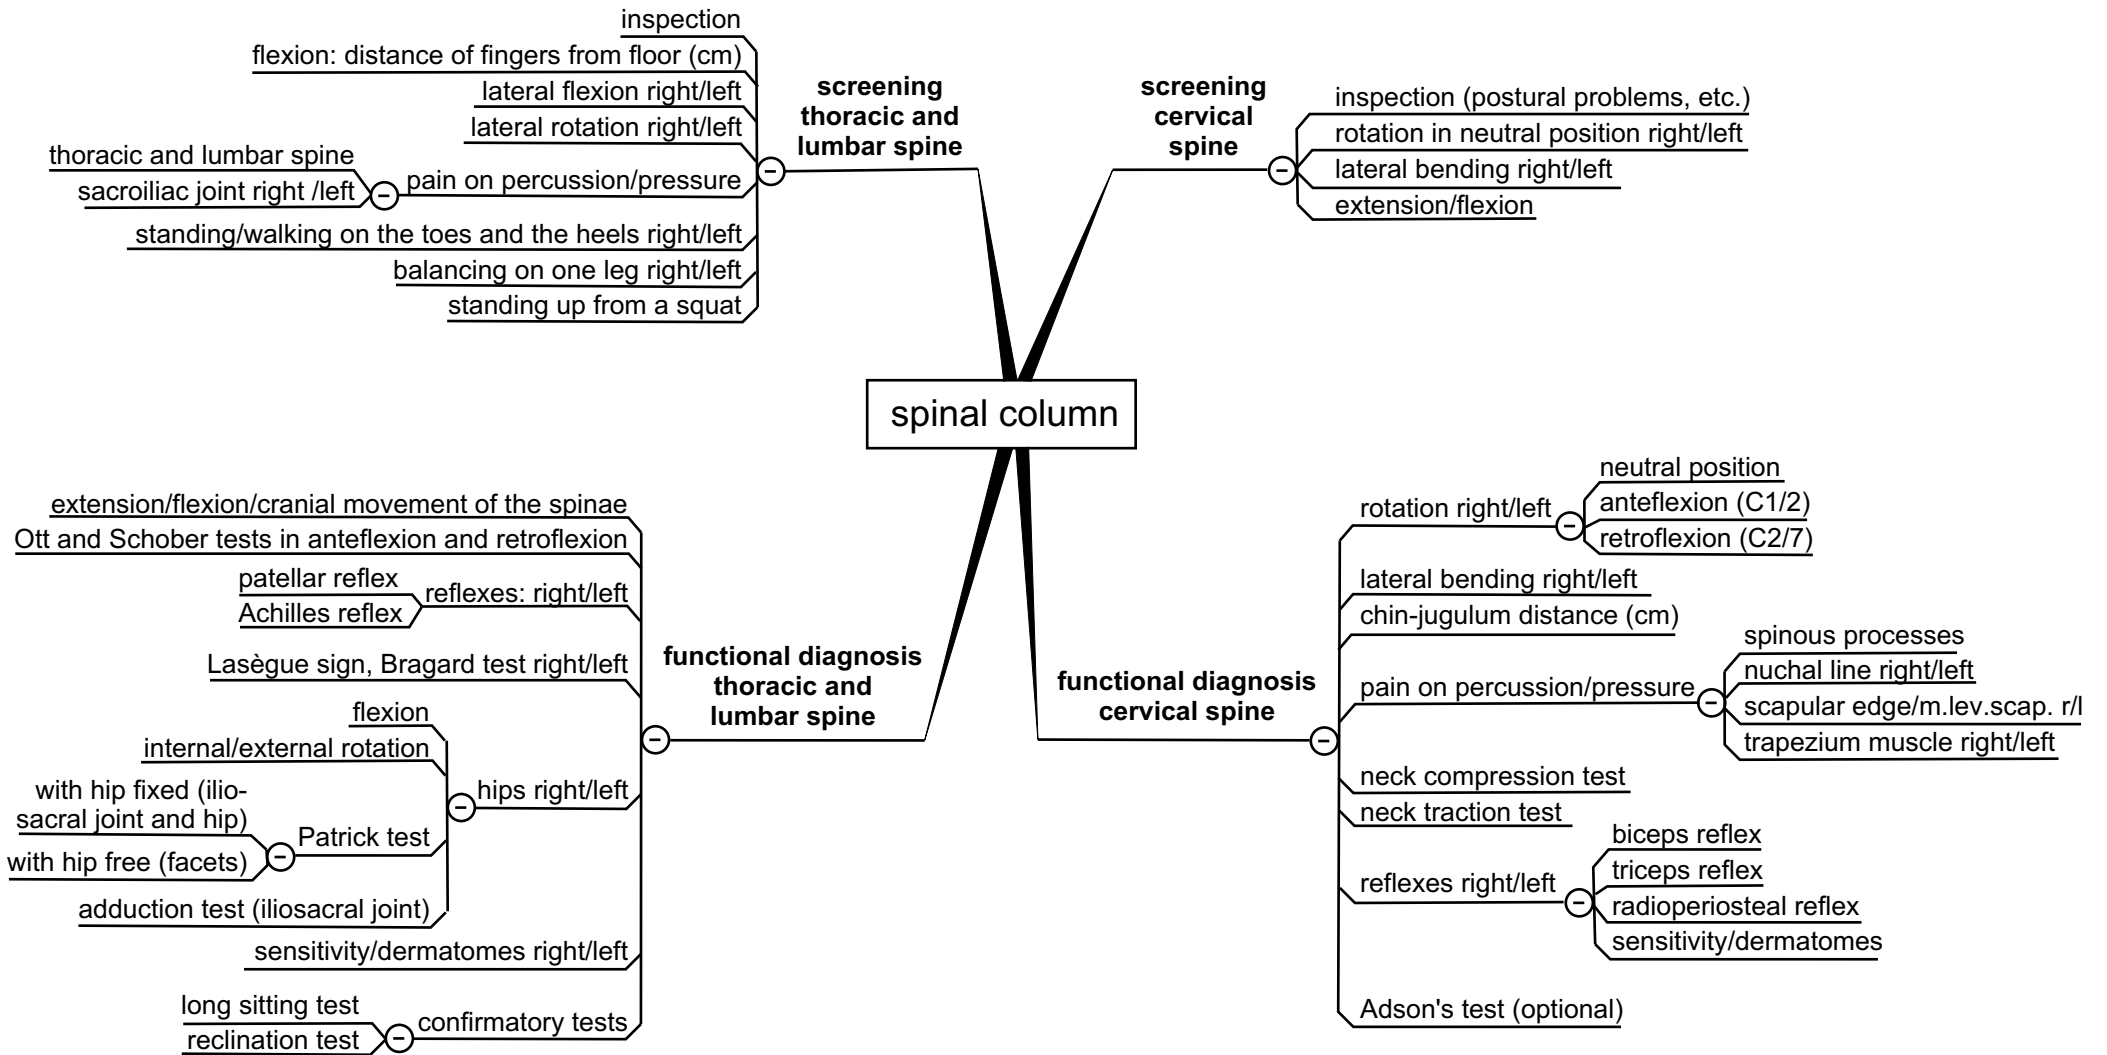 spinal column
screening
thoracic and
lumbar spine
inspection
flexion: distance of fingers from floor (cm)
lateral flexion right/left
lateral rotation right/left
pain on percussion/pressure
thoracic and lumbar spine
sacroiliac joint right /left
standing/walking on the toes and the heels right/left
balancing on one leg right/left
standing up from a squat
screening
cervical
spine
inspection (postural problems, etc.)
rotation in neutral position right/left
lateral bending right/left
extension/flexion
functional diagnosis
thoracic and
lumbar spine
extension/flexion/cranial movement of the spinae
Ott and Schober tests in anteflexion and retroflexion
reflexes: right/left
patellar reflex
Achilles reflex
Lasègue sign, Bragard test right/left
hips right/left
flexion
internal/external rotation
Patrick test
with hip fixed (ilio-
sacral joint and hip)
with hip free (facets)
adduction test (iliosacral joint)
sensitivity/dermatomes right/left
confirmatory tests
long sitting test
reclination test
functional diagnosis
cervical spine
rotation right/left
neutral position
anteflexion (C1/2)
retroflexion (C2/7)
lateral bending right/left
chin-jugulum distance (cm)
pain on percussion/pressure
spinous processes
nuchal line right/left
scapular edge/m.lev.scap. r/l
trapezium muscle right/left
neck compression test
neck traction test
reflexes right/left
biceps reflex
triceps reflex
radioperiosteal reflex
sensitivity/dermatomes
Adson's test (optional)